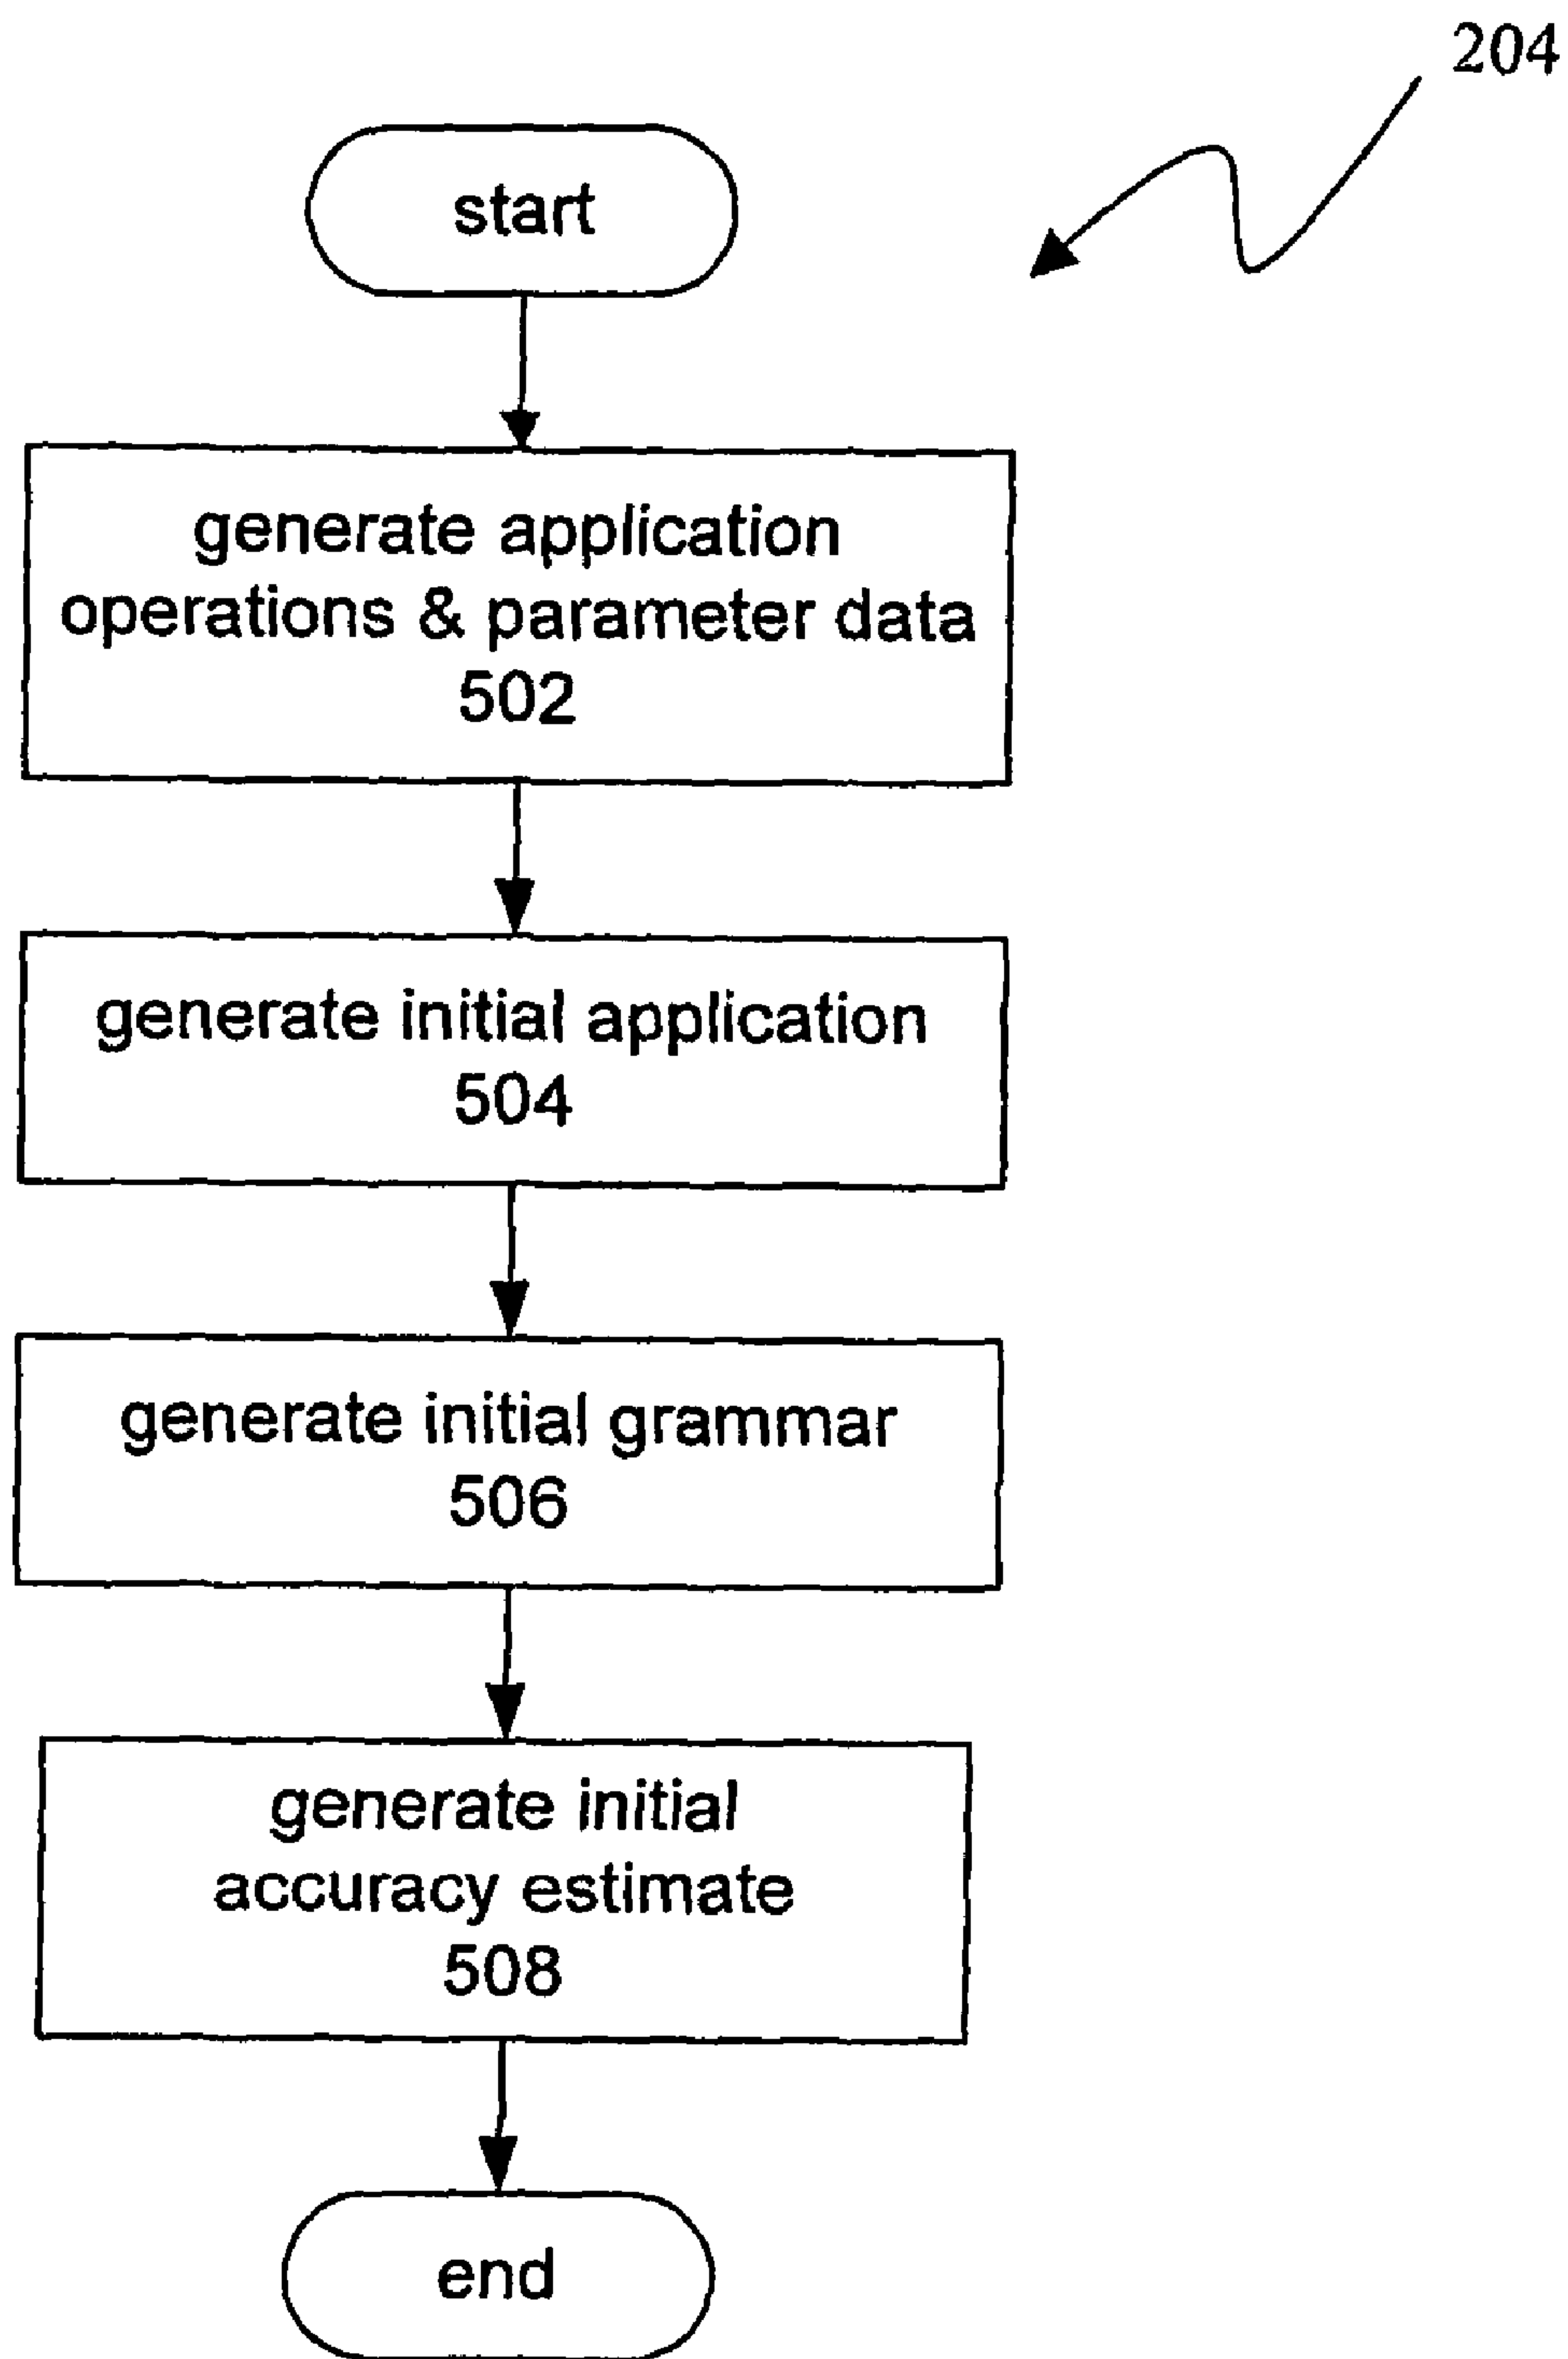 204
start
generate application
operations & parameter data
502
generate initial application
504
generate initial grammar
506
generate initial
accuracy estimate
508
end